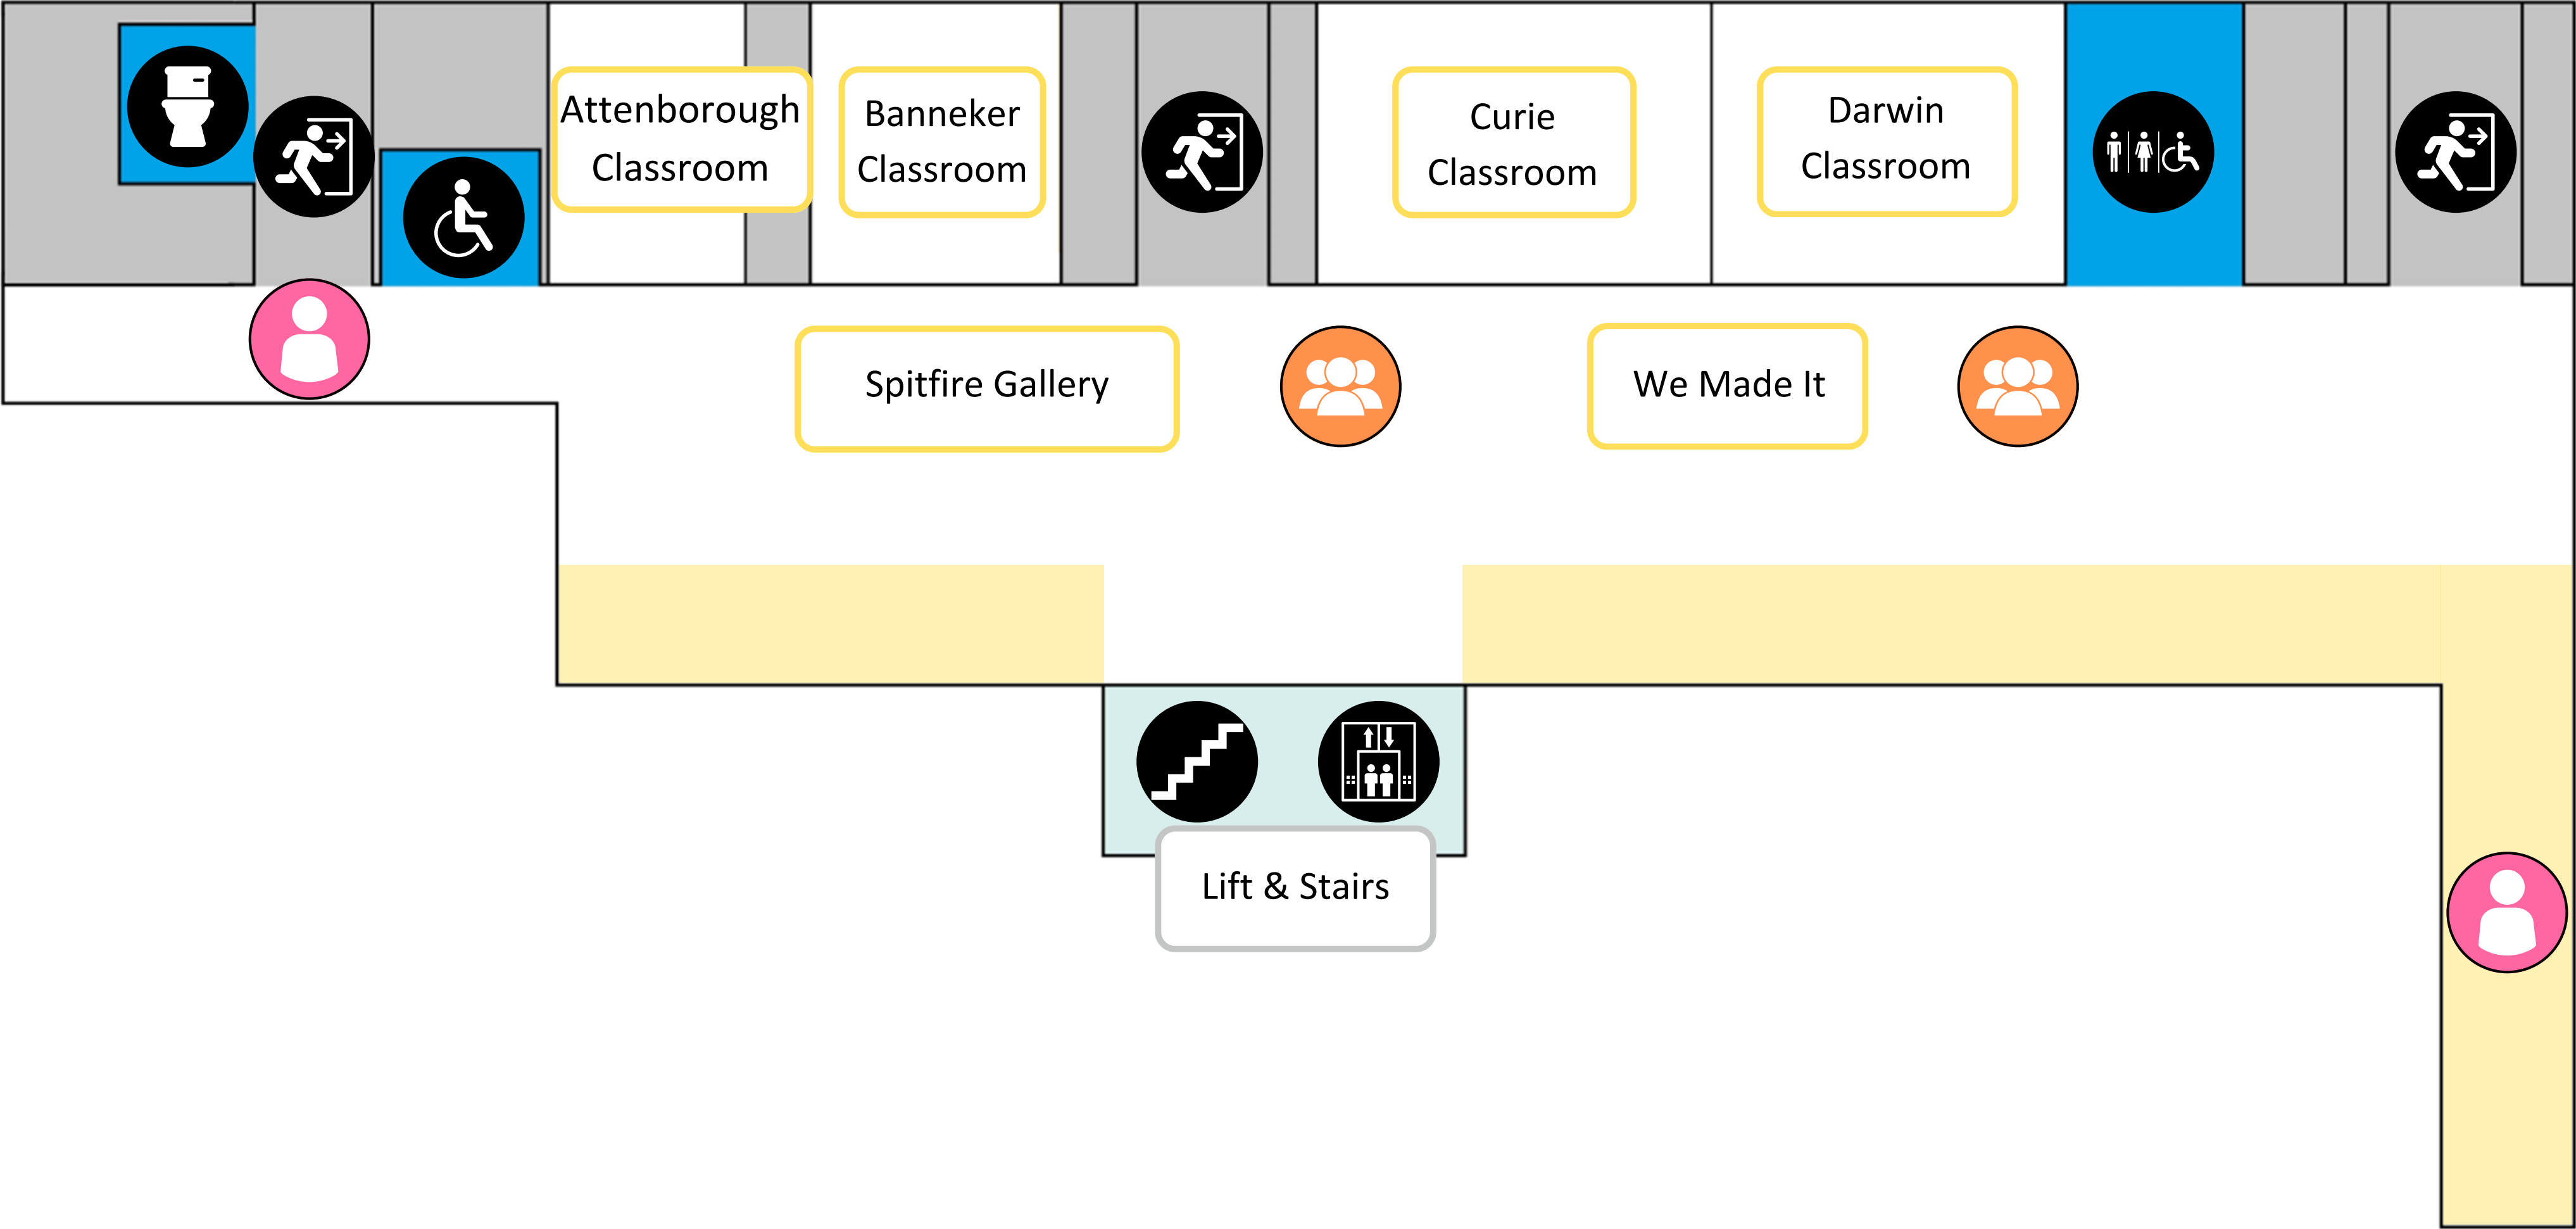 Attenborough
Classroom
Banneker
Classroom
Curie
Classroom
Darwin
Classroom
Spitfire Gallery
We Made It
Lift & Stairs